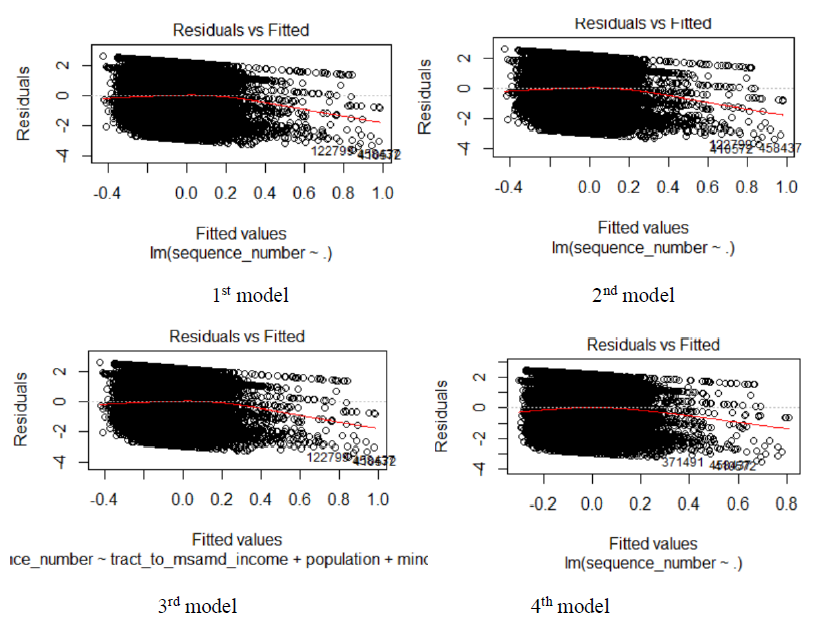 Residuals vs Fitted
Residuals
2
0
-2
-4
122799
-0.4
0.0
0.2
0.4
0.6
0.8
1.0
Fitted values
lm(sequence_number ~ .)
1st model
Residuals vs Fitted
Residuals
2
0
-2
-4
458437
-0.4
0.0
0.2
0.4
0.6
0.8
1.0
Fitted values
lm(sequence_number ~ .)
2nd model
Residuals vs Fitted
Residuals
2
0
-2
-4
122799
-0.4
0.0
0.2
0.4
0.6
0.8
1.0
Fitted values
ice_number ~ tract_to_msamd_income + population + minc
3rd model
Residuals vs Fitted
Residuals
2
0
-2
-4
371491
-0.2
0.0
0.2
0.4
0.6
0.8
Fitted values
lm(sequence_number ~ .)
4th model